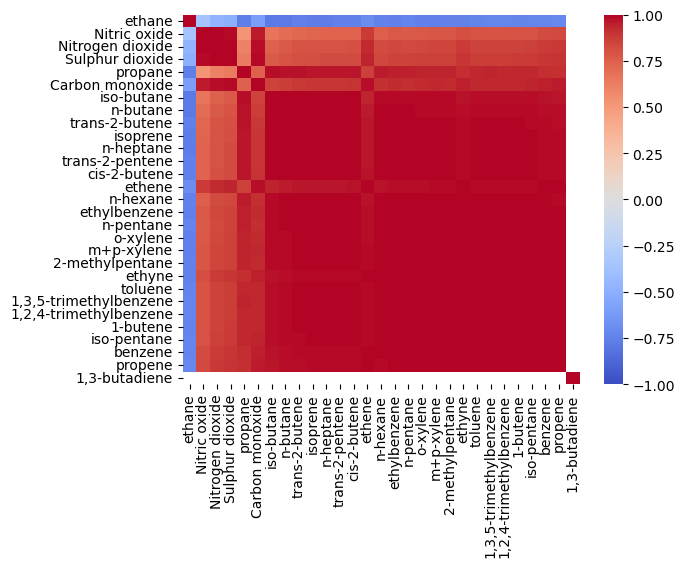 ethane
Nitric oxide
Nitrogen dioxide
Sulphur dioxide
propane
Carbon monoxide
iso-butane
n-butane
trans-2-butene
isoprene
n-heptane
trans-2-pentene
cis-2-butene
ethene
n-hexane
ethylbenzene
n-pentane
o-xylene
m+p-xylene
2-methylpentane
ethyne
toluene
1,3,5-trimethylbenzene
1,2,4-trimethylbenzene
1-butene
iso-pentane
benzene
propene
1,3-butadiene
ethane
Nitric oxide
Nitrogen dioxide
Sulphur dioxide
propane
Carbon monoxide
iso-butane
n-butane
trans-2-butene
isoprene
n-heptane
trans-2-pentene
cis-2-butene
ethene
n-hexane
ethylbenzene
n-pentane
o-xylene
m+p-xylene
2-methylpentane
ethyne
toluene
1,3,5-trimethylbenzene
1,2,4-trimethylbenzene
1-butene
iso-pentane
benzene
propene
1,3-butadiene
1.00
0.75
0.50
0.25
0.00
−0.25
−0.50
−0.75
−1.00